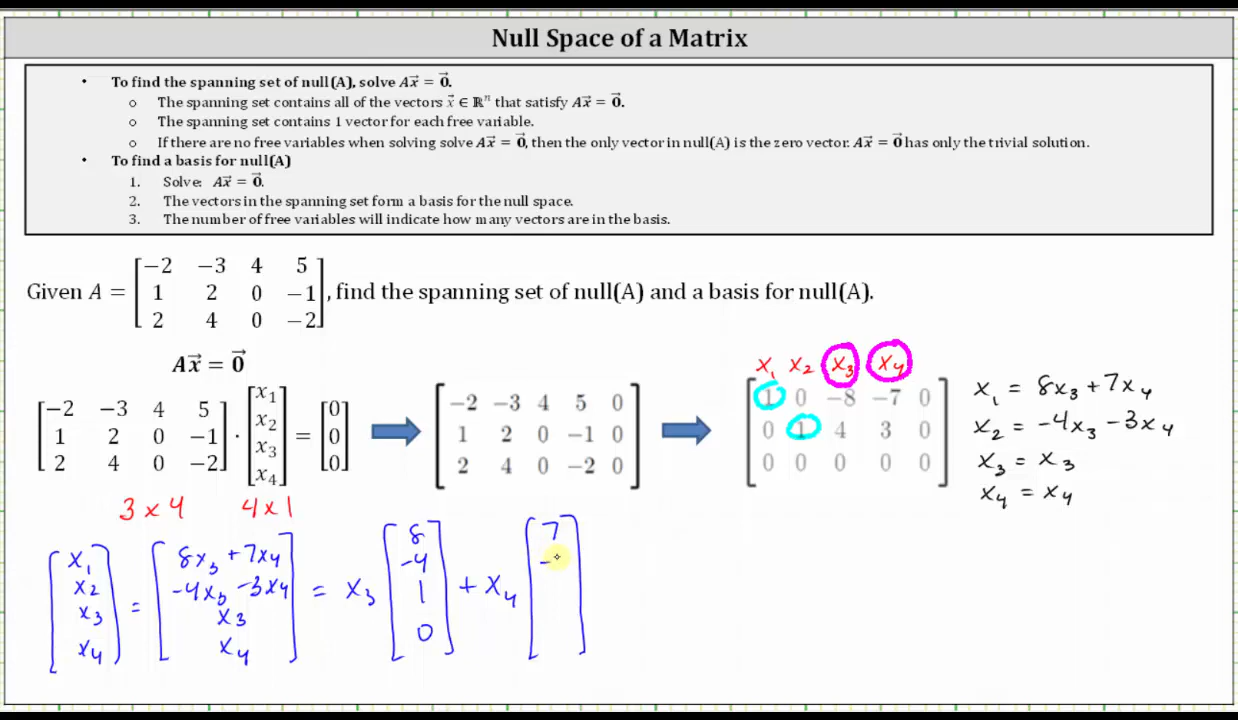 Null Space of a Matrix
• To find the spanning set of null(A), solve Ax⃗ = 0⃗.
o The spanning set contains all of the vectors x⃗ ∈ ℝⁿ that satisfy Ax⃗ = 0⃗.
o The spanning set contains 1 vector for each free variable.
o If there are no free variables when solving solve Ax⃗ = 0⃗, then the only vector in null(A) is the zero vector. Ax⃗ = 0⃗ has only the trivial solution.
• To find a basis for null(A)
1. Solve: Ax⃗ = 0⃗.
2. The vectors in the spanning set form a basis for the null space.
3. The number of free variables will indicate how many vectors are in the basis.
−2 −3 4 5
Given A = 1 2 0 −1 , find the spanning set of null(A) and a basis for null(A).
2 4 0 −2
Ax⃗ = 0⃗
−2 −3 4 5
1 2 0 −1
2 4 0 −2
·
x₁
x₂
x₃
x₄
=
0
0
0
3 x 4 4 x 1
−2 −3 4 5 0
1 2 0 −1 0
2 4 0 −2 0
x₁ x₂ x₃ x₄
1 0 −8 −7 0
0 1 4 3 0
0 0 0 0 0
x₁ = 8x₃ + 7x₄
x₂ = -4x₃ - 3x₄
x₃ = x₃
x₄ = x₄
x₁
x₂
x₃
x₄
=
8x₃ + 7x₄
-4x₃ - 3x₄
x₃
x₄
= x₃
8
-4
1
0
+ x₄
7
-